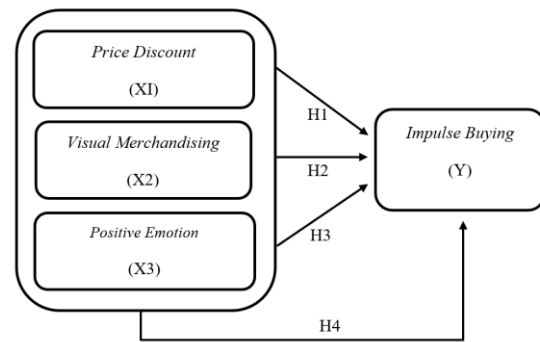 Price Discount
(XI)
H1
Visual Merchandising
(X2)
H2
Impulse Buying
(Y)
Positive Emotion
(X3)
H3
H4